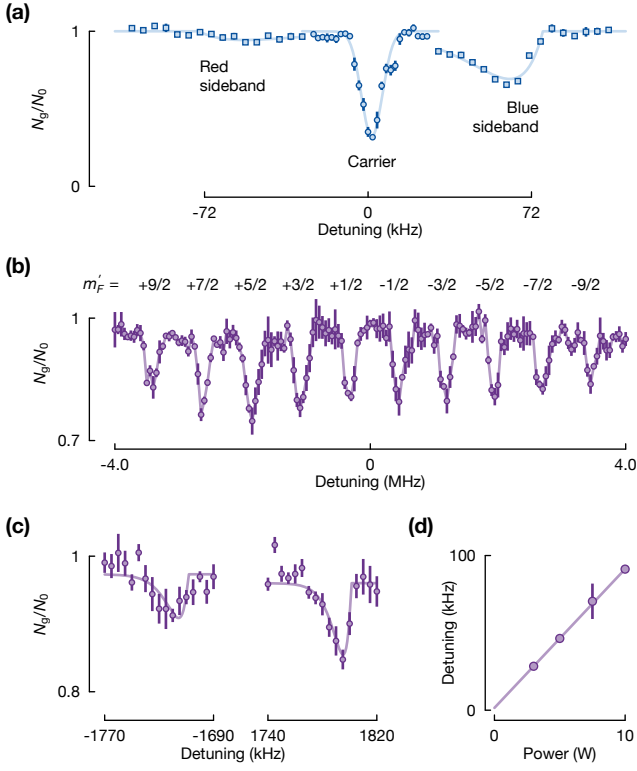 (a)
1
N_g/N_0
1
Red
sideband
Blue
sideband
Carrier
-72
0
72
Detuning (kHz)
(b)
m'_F = +9/2 +7/2 +5/2 +3/2 +1/2 -1/2 -3/2 -5/2 -7/2 -9/2
1
N_g/N_0
0.7
-4.0
0
4.0
Detuning (MHz)
(c)
1
N_g/N_0
0.8
-1770
-1690
1740
1820
Detuning (kHz)
(d)
100
Detuning (kHz)
0
0
10
Power (W)